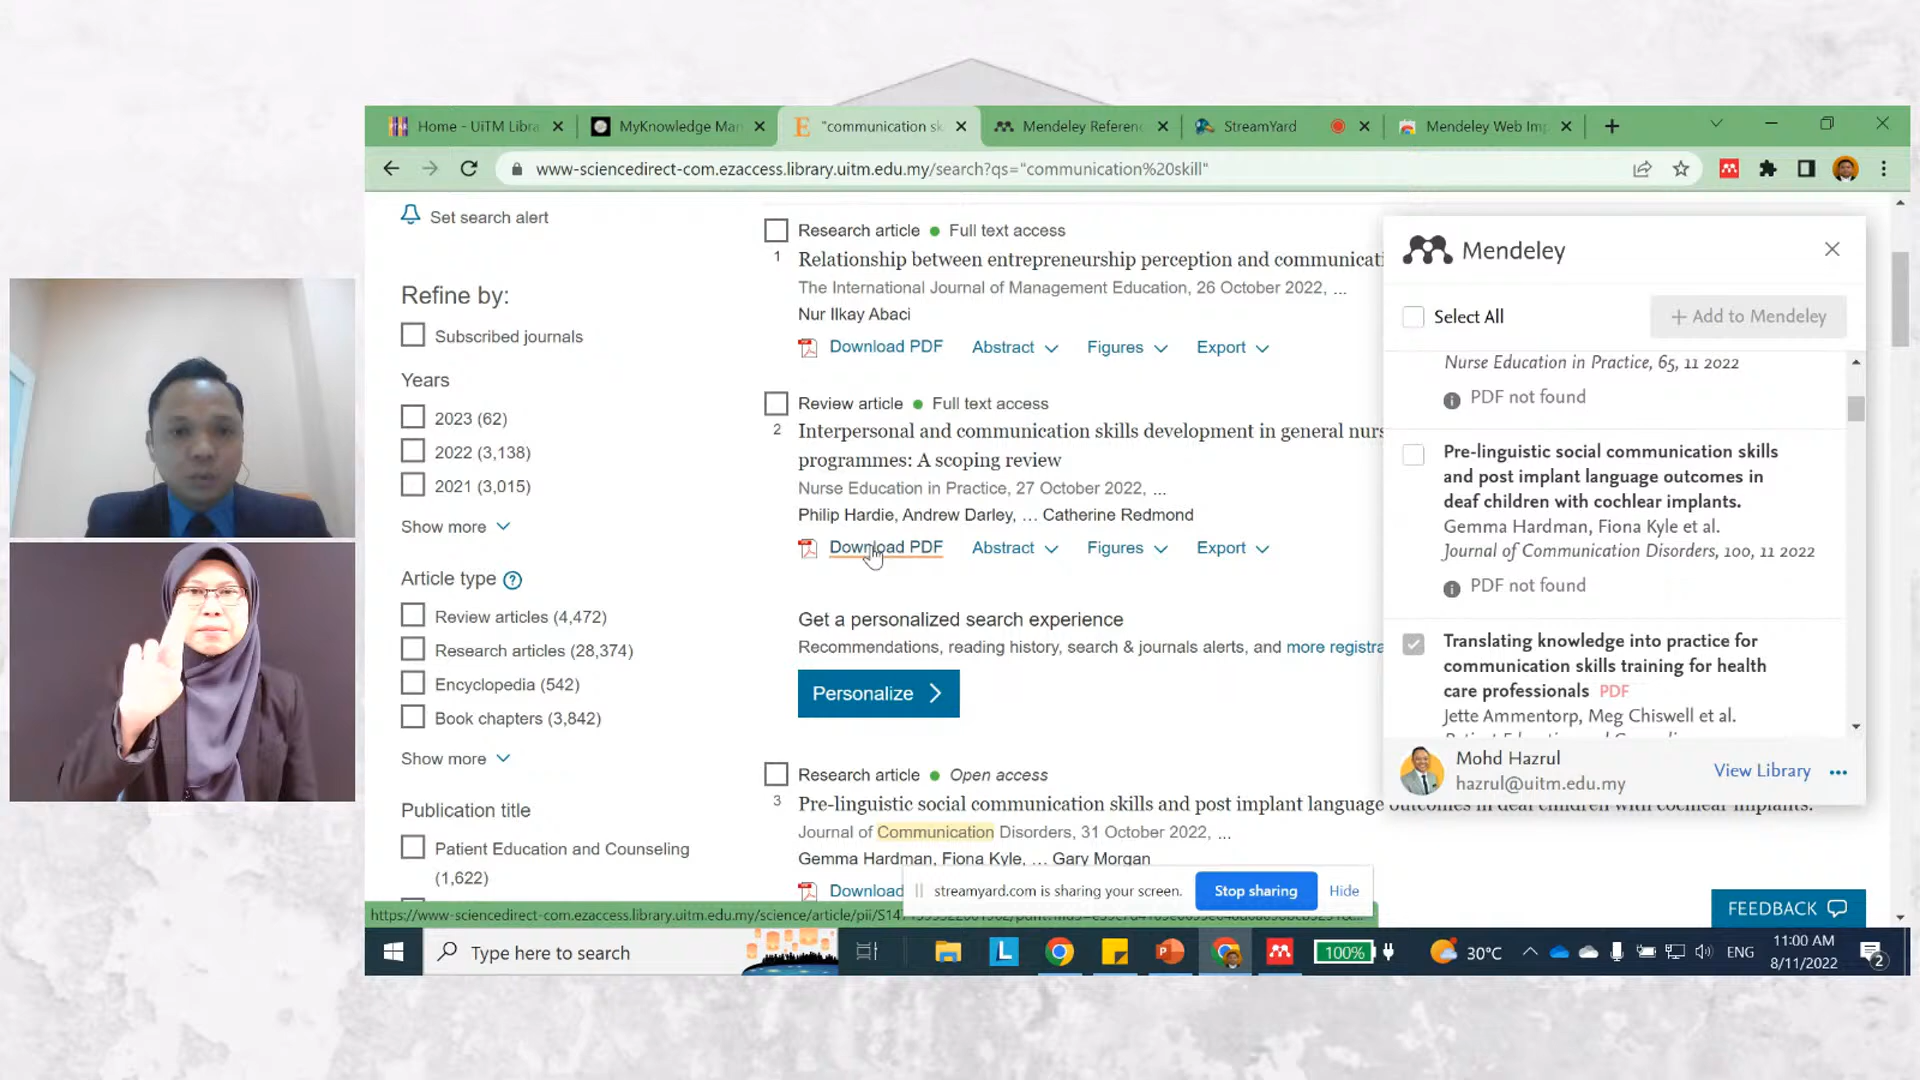 Home - UiTM Libra
MyKnowledge Man
"communication sk
Mendeley Referenc
StreamYard
Mendeley Web Imp
www-sciencedirect-com.ezaccess.library.uitm.edu.my/search?qs="communication%20skill"
Set search alert
Refine by:
Subscribed journals
Years
2023 (62)
2022 (3,138)
2021 (3,015)
Show more
Article type
Review articles (4,472)
Research articles (28,374)
Encyclopedia (542)
Book chapters (3,842)
Show more
Publication title
Patient Education and Counseling
(1,622)
Research article Full text access
1 Relationship between entrepreneurship perception and communicati
The International Journal of Management Education, 26 October 2022, ...
Nur Ilkay Abaci
Download PDF Abstract Figures Export
Review article Full text access
2 Interpersonal and communication skills development in general nurs
programmes: A scoping review
Nurse Education in Practice, 27 October 2022, ...
Philip Hardie, Andrew Darley, ... Catherine Redmond
Download PDF Abstract Figures Export
Get a personalized search experience
Recommendations, reading history, search & journals alerts, and more registra
Personalize
Research article Open access
3 Pre-linguistic social communication skills and post implant language outcomes in deaf children with cochlear implants.
Journal of Communication Disorders, 31 October 2022, ...
Gemma Hardman, Fiona Kyle, ... Gary Morgan
Download
Mendeley
Select All
+ Add to Mendeley
Nurse Education in Practice, 65, 11 2022
PDF not found
Pre-linguistic social communication skills
and post implant language outcomes in
deaf children with cochlear implants.
Gemma Hardman, Fiona Kyle et al.
Journal of Communication Disorders, 100, 11 2022
PDF not found
Translating knowledge into practice for
communication skills training for health
care professionals PDF
Jette Ammentorp, Meg Chiswell et al.
Mohd Hazrul
hazrul@uitm.edu.my
View Library
streamyard.com is sharing your screen.
Stop sharing
Hide
FEEDBACK
Type here to search
100%
30°C
ENG
11:00 AM
8/11/2022
2